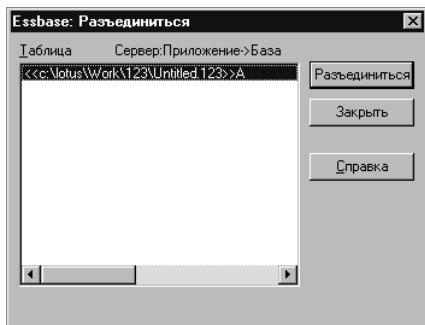 Essbase: Разъединиться
Таблица Сервер:Приложение->База
<<c:\lotus\Work\123\Untitled.123>>A
Разъединиться
Закрыть
Справка